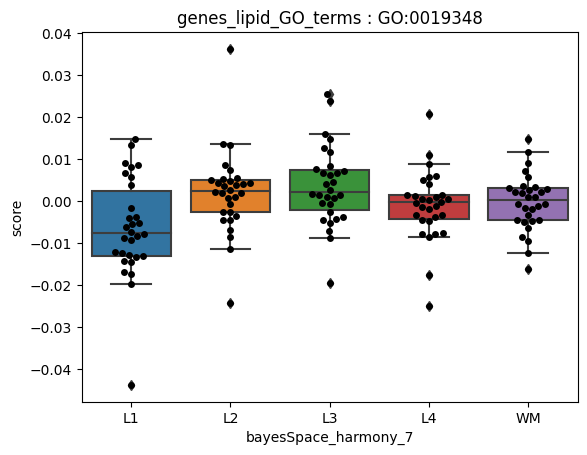 genes_lipid_GO_terms : GO:0019348
0.04
0.03
0.02
0.01
0.00
−0.01
−0.02
−0.03
−0.04
score
L1 L2 L3 L4 WM
bayesSpace_harmony_7